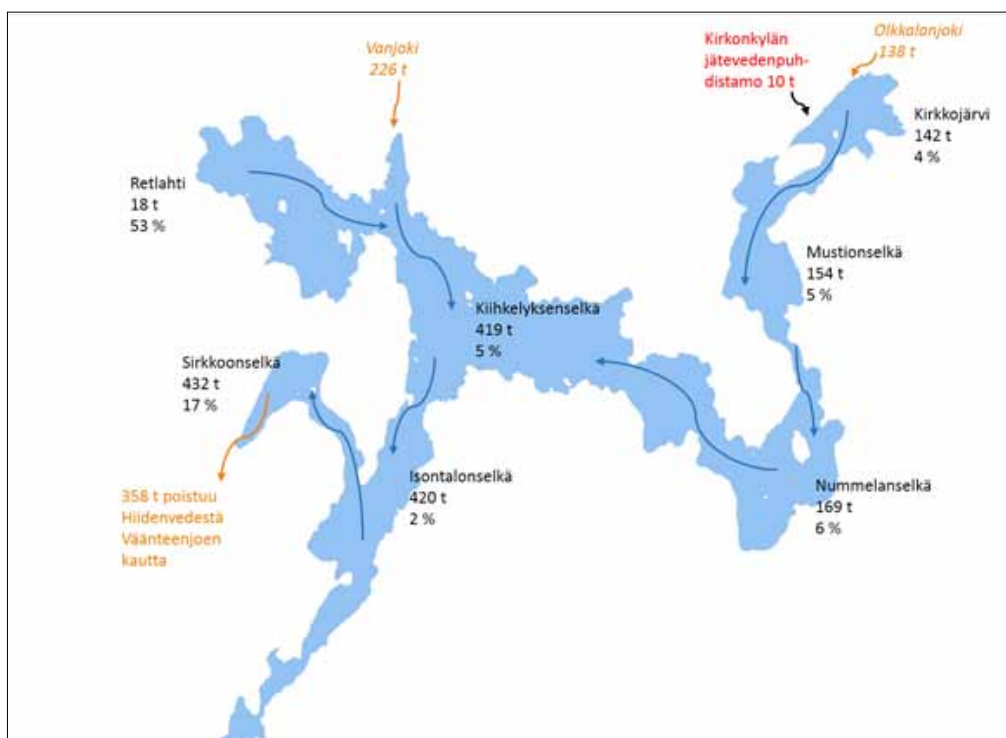 Vanjoki
226 t
Kirkonkylän
jätevedenpuh-
distamo 10 t
Olkkalanjoki
138 t
Kirkkojärvi
142 t
4 %
Retlahti
18 t
53 %
Mustionselkä
154 t
5 %
Kiihkelyksenselkä
419 t
5 %
Sirkkoonselkä
432 t
17 %
Isontalonselkä
420 t
2 %
Nummelanselkä
169 t
6 %
358 t poistuu
Hiidenvedestä
Väänteenjoen
kautta